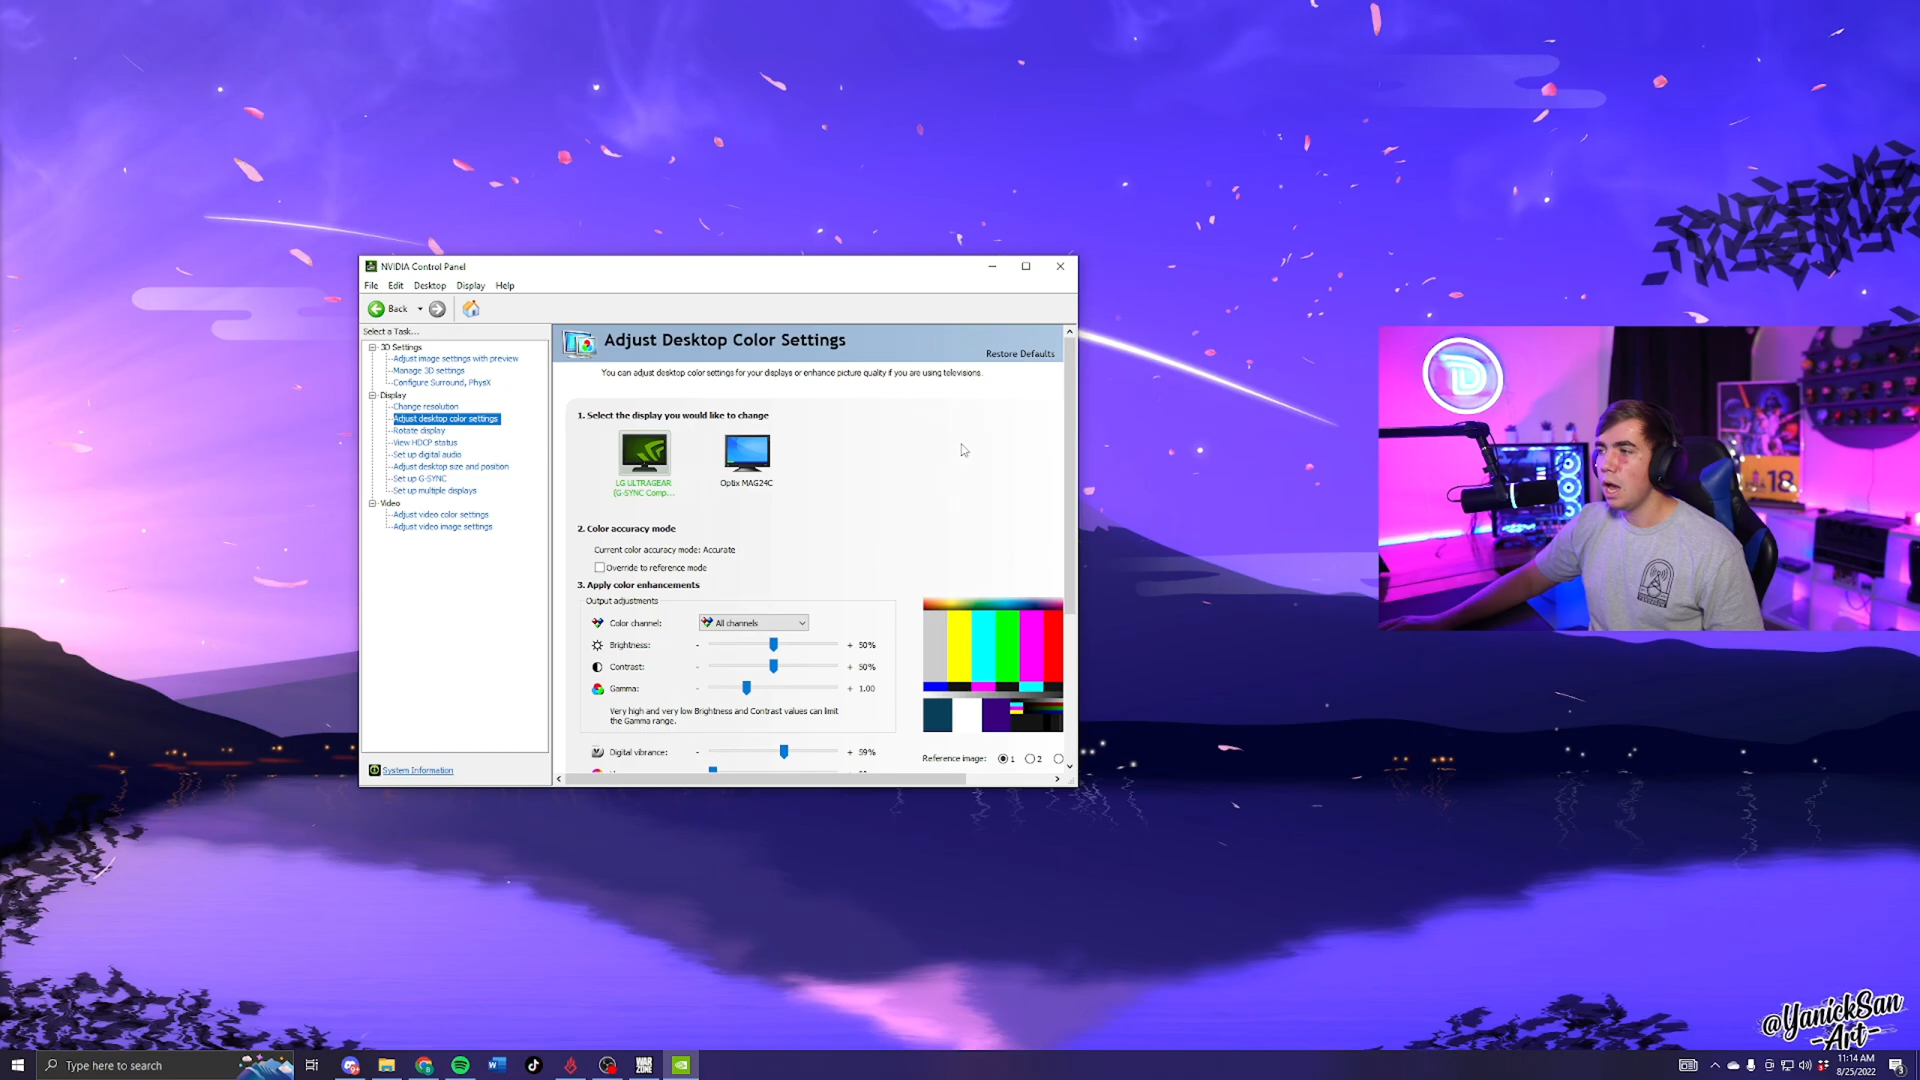 NVIDIA Control Panel
File Edit Desktop Display Help
Back
Select a Task...
3D Settings
Adjust image settings with preview
Manage 3D settings
Configure Surround, PhysX
Display
Change resolution
Adjust desktop color settings
Rotate display
View HDCP status
Set up digital audio
Adjust desktop size and position
Set up G-SYNC
Set up multiple displays
Video
Adjust video color settings
Adjust video image settings
System Information
Adjust Desktop Color Settings
Restore Defaults
You can adjust desktop color settings for your displays or enhance picture quality if you are using televisions.
1. Select the display you would like to change
LG ULTRAGEAR
(G-SYNC Comp...
Optix MAG24C
2. Color accuracy mode
Current color accuracy mode: Accurate
Override to reference mode
3. Apply color enhancements
Output adjustments
Color channel: All channels
Brightness: - + 50%
Contrast: - + 50%
Gamma: - + 1.00
Very high and very low Brightness and Contrast values can limit
the Gamma range.
Digital vibrance: - + 59%
Reference image: 1 2
18
@YanickSan
-Art-
Type here to search
WAR
ZONE
11:14 AM
8/25/2022
3